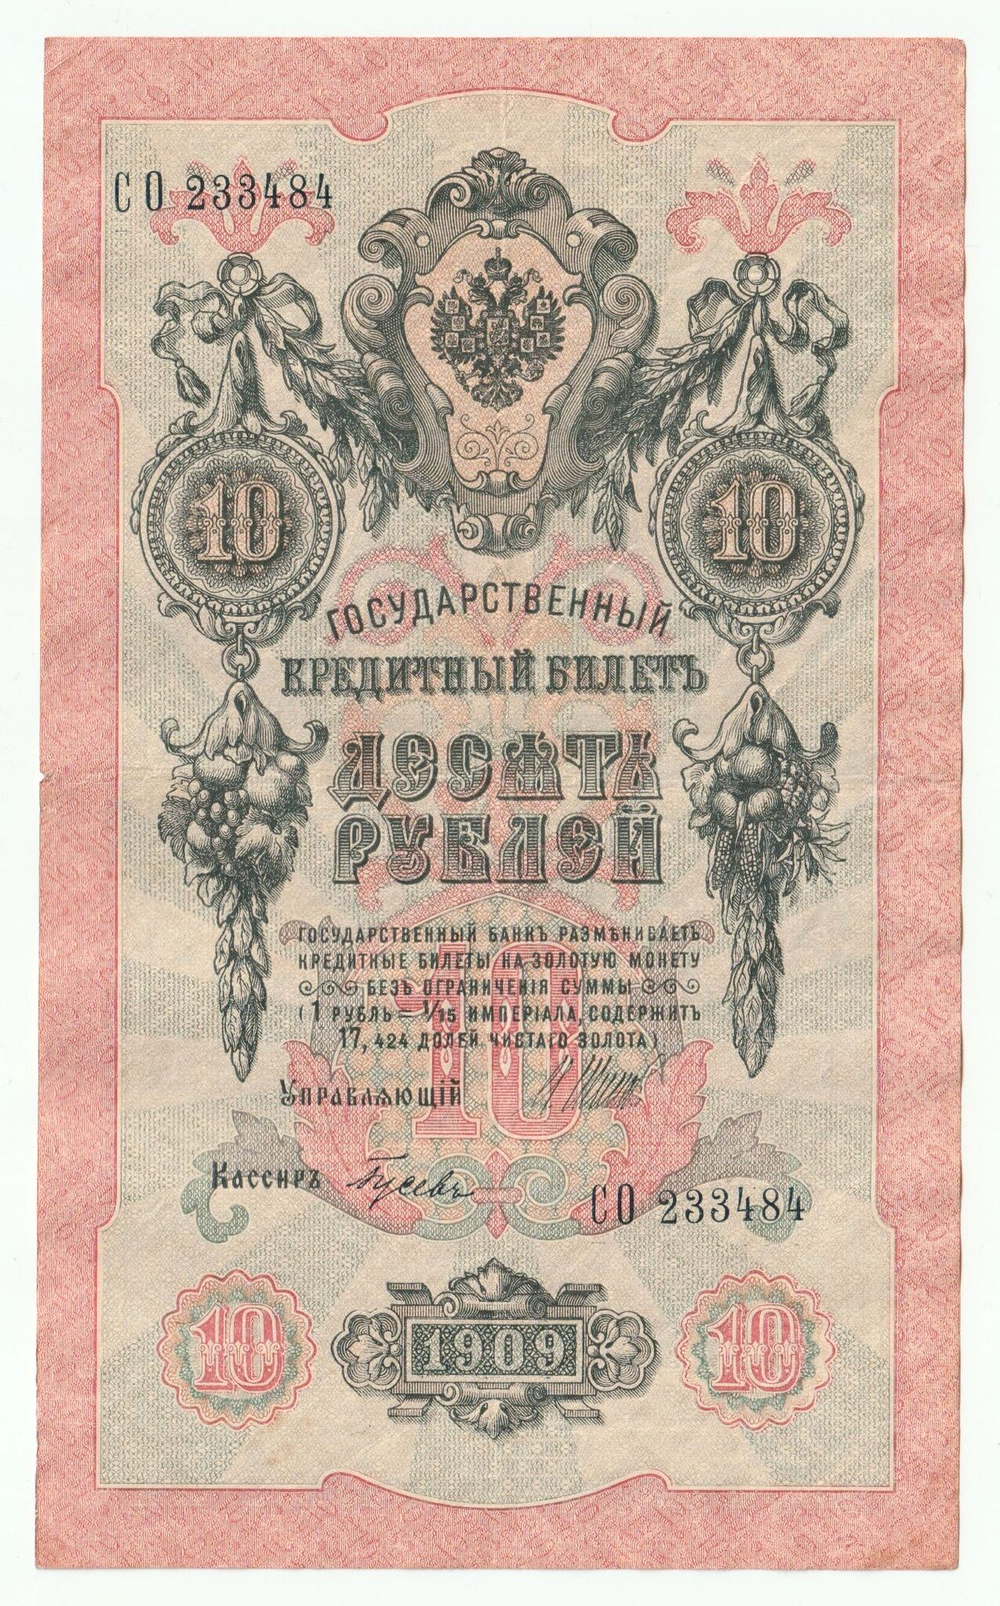 СО 233484
10 10
ГОСУДАРСТВЕННЫЙ
КРЕДИТНЫЙ БИЛЕТЪ
ДЕСЯТЬ
РУБЛЕЙ
ГОСУДАРСТВЕННЫЙ БАНКЪ РАЗМѢНИВАЕТЪ
КРЕДИТНЫЕ БИЛЕТЫ НА ЗОЛОТУЮ МОНЕТУ
БЕЗЪ ОГРАНИЧЕНІЯ СУММЫ
(1 РУБЛЬ = 1/15 ИМПЕРІАЛА, СОДЕРЖИТЪ
17,424 ДОЛЕЙ ЧИСТАГО ЗОЛОТА)
10
Управляющій
Кассиръ Гусевъ
СО 233484
10 1909 10